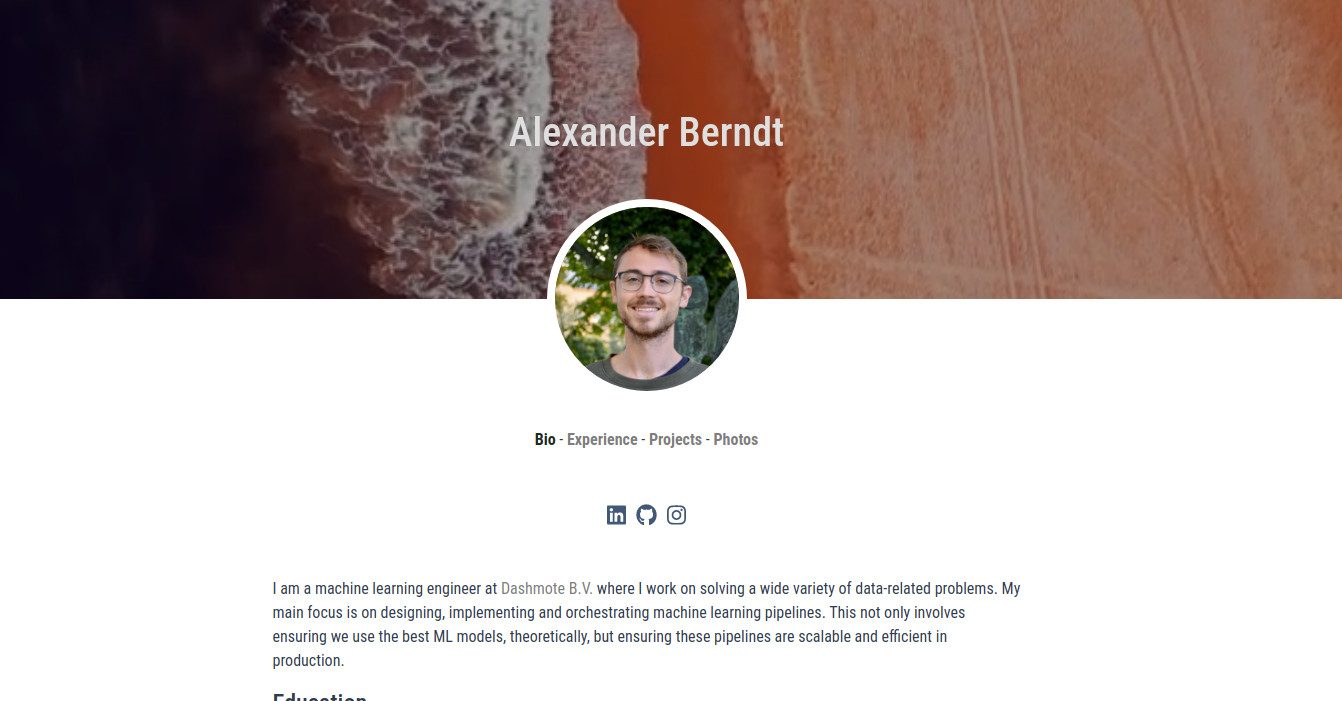 Alexander Berndt
Bio - Experience - Projects - Photos
I am a machine learning engineer at Dashmote B.V. where I work on solving a wide variety of data-related problems. My
main focus is on designing, implementing and orchestrating machine learning pipelines. This not only involves
ensuring we use the best ML models, theoretically, but ensuring these pipelines are scalable and efficient in
production.
Education